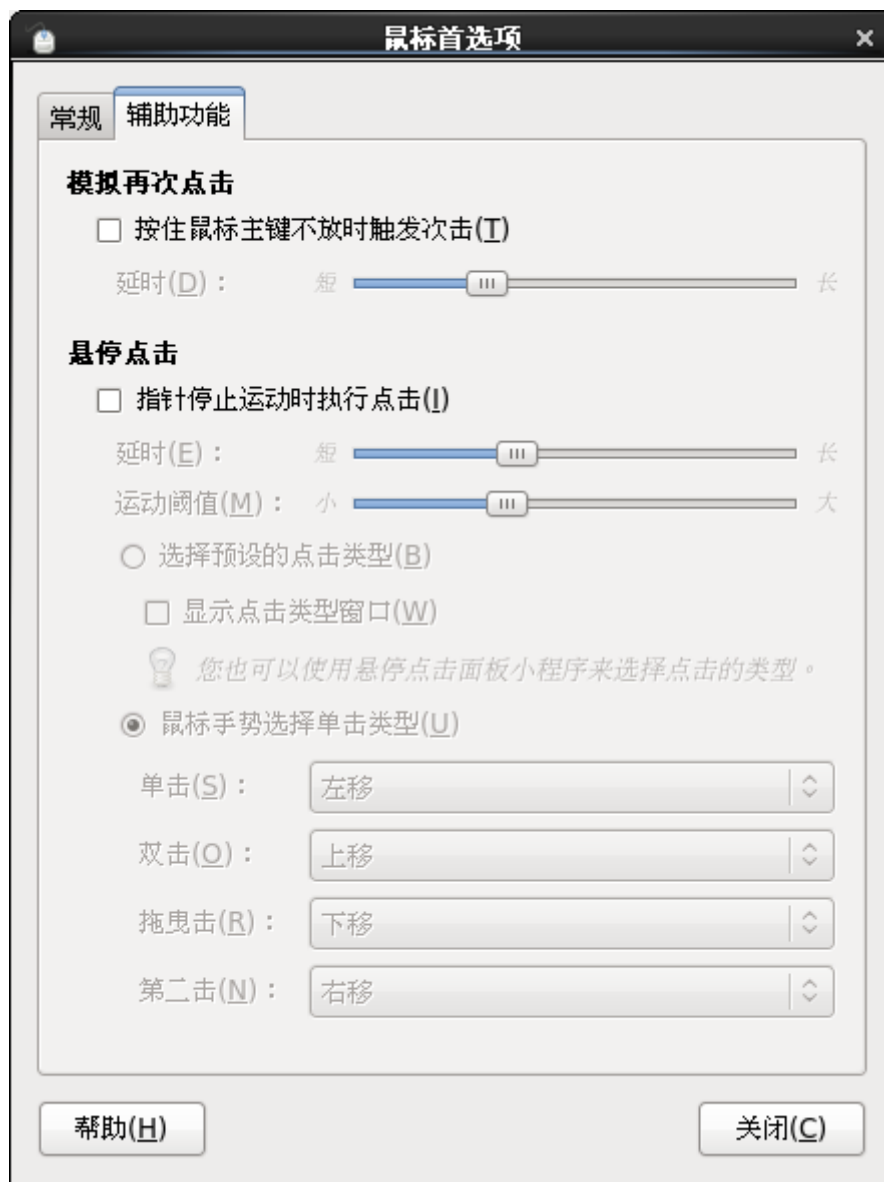 鼠标首选项
常规 辅助功能
模拟再次点击
按住鼠标主键不放时触发次击(T)
延时(D)： 短 长
悬停点击
指针停止运动时执行点击(I)
延时(E)： 短 长
运动阈值(M)： 小 大
选择预设的点击类型(B)
显示点击类型窗口(W)
您也可以使用悬停点击面板小程序来选择点击的类型。
鼠标手势选择单击类型(U)
单击(S)： 左移
双击(O)： 上移
拖曳击(R)： 下移
第二击(N)： 右移
帮助(H) 关闭(C)